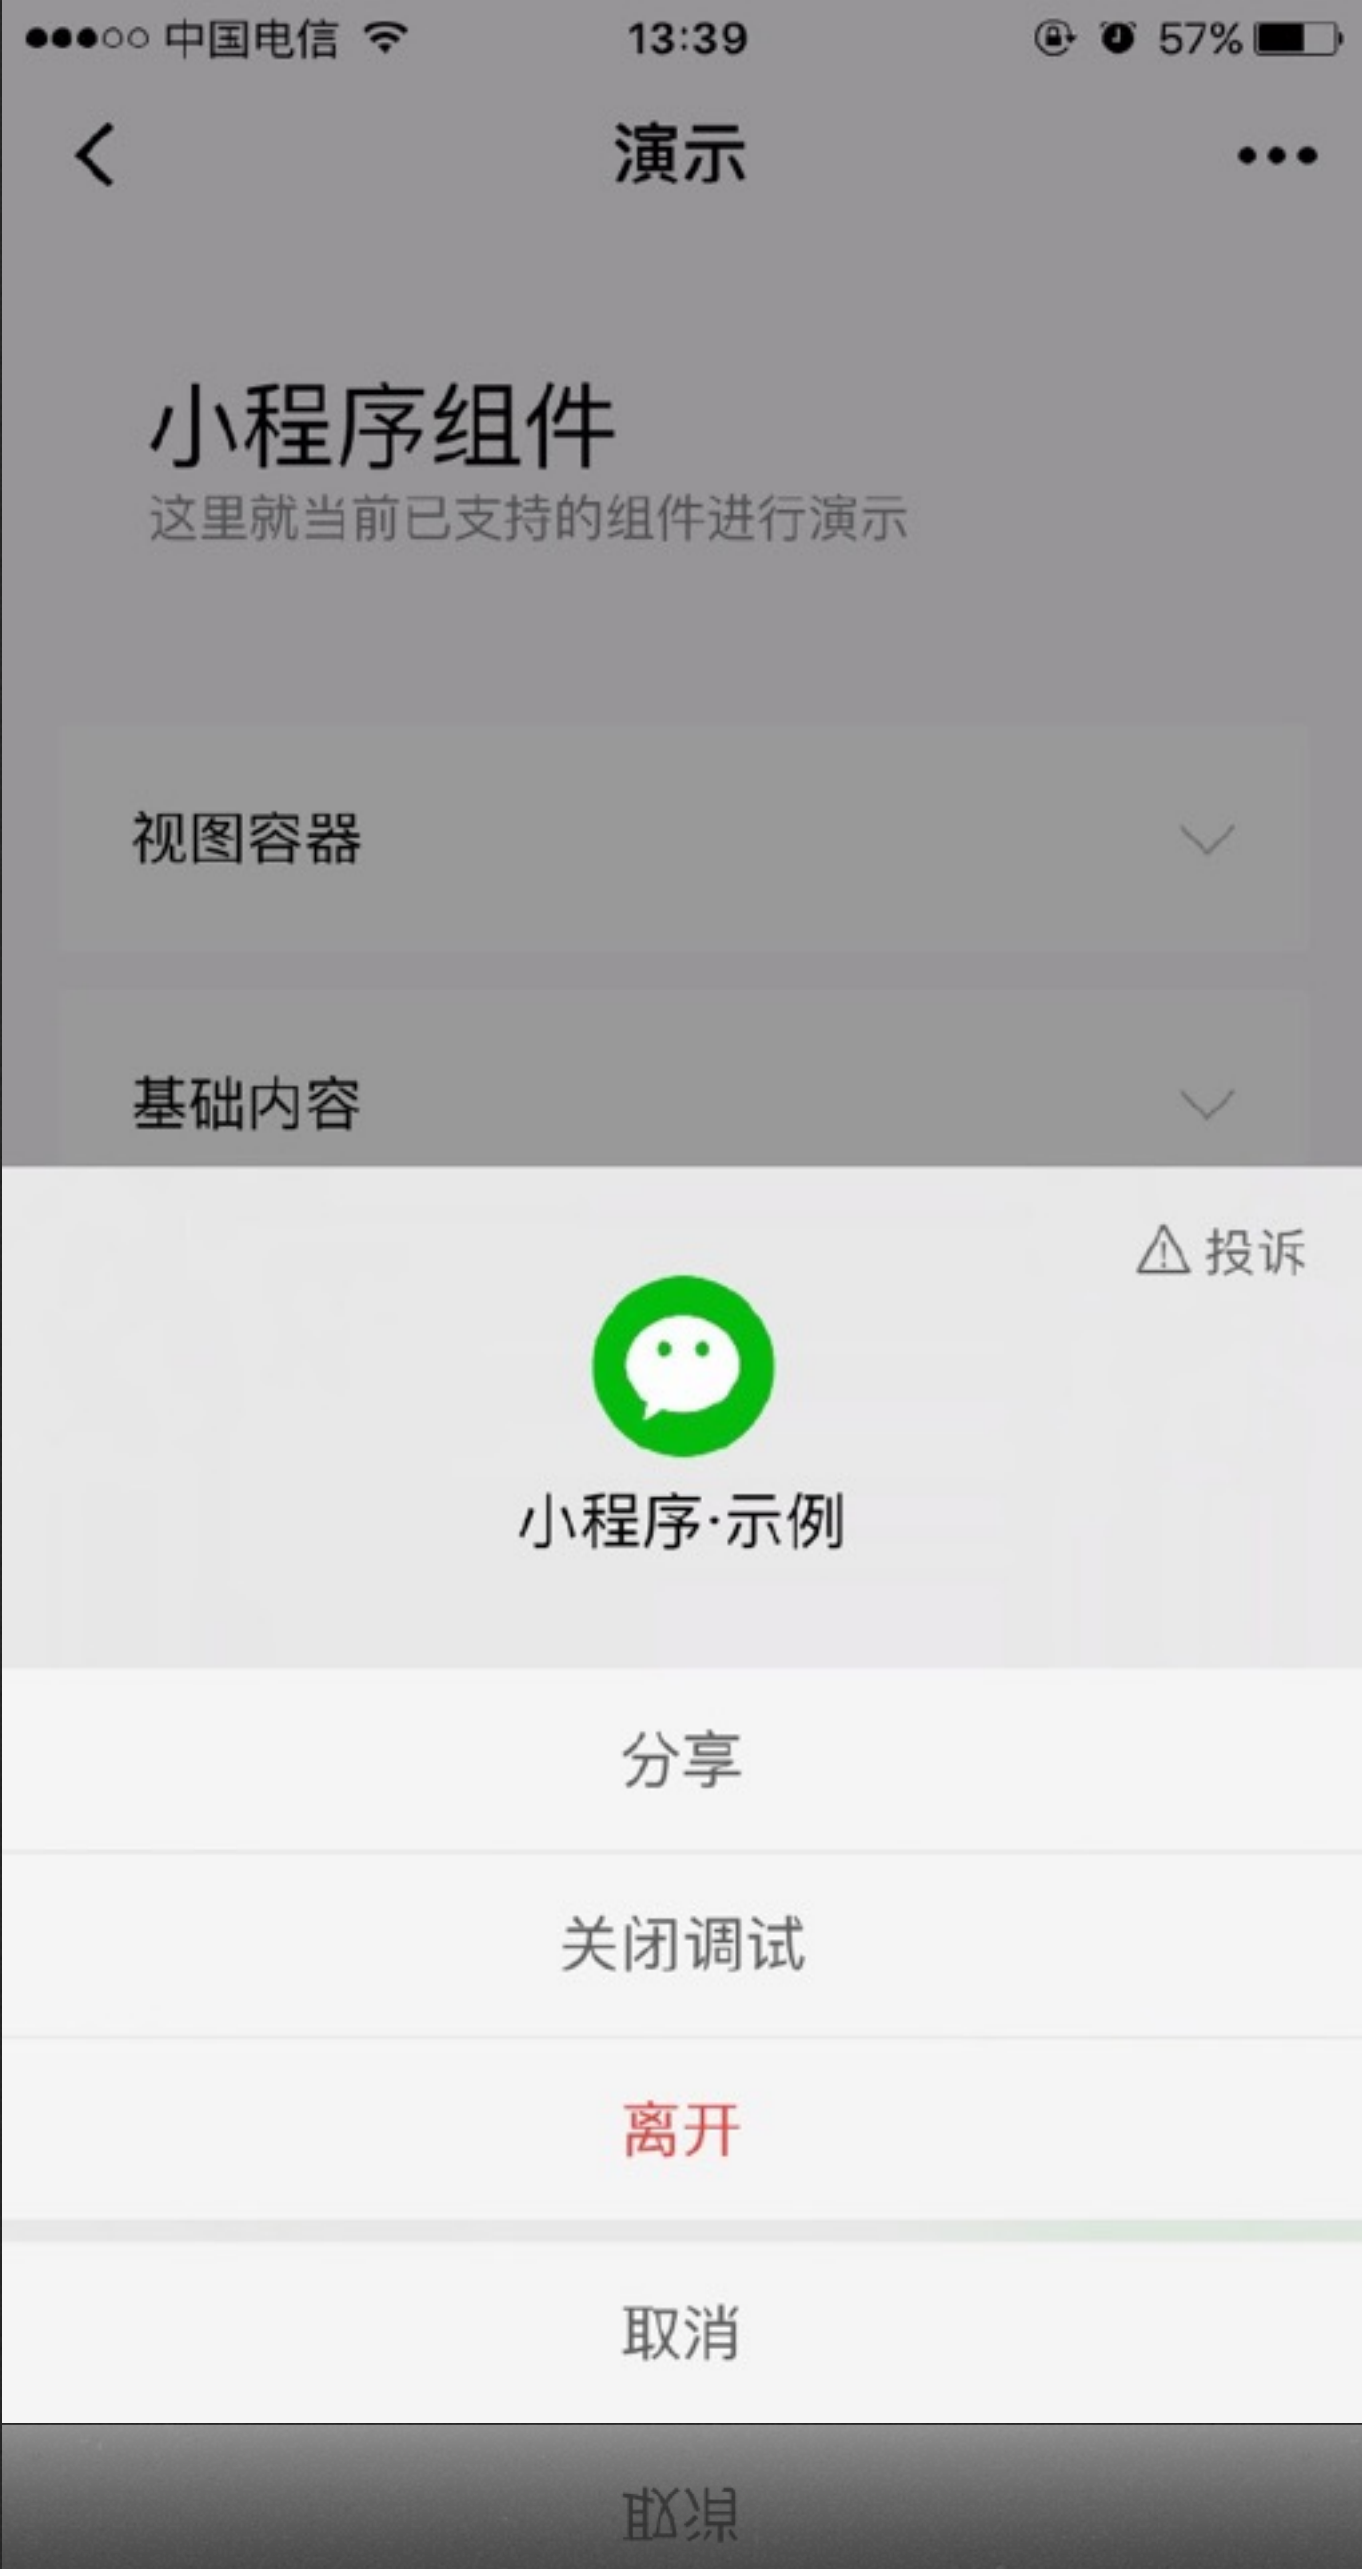 中国电信
13:39
57%
演示
小程序组件
这里就当前已支持的组件进行演示
视图容器
基础内容
投诉
小程序·示例
分享
关闭调试
离开
取消
取消